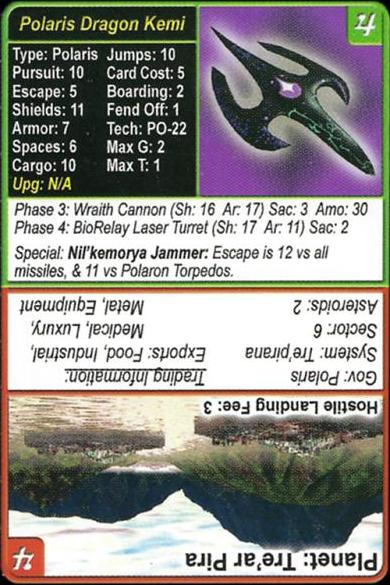 Polaris Dragon Kemi
4
Type: Polaris Jumps: 10
Pursuit: 10 Card Cost: 5
Escape: 5 Boarding: 2
Shields: 11 Fend Off: 1
Armor: 7 Tech: PO-22
Spaces: 6 Max G: 2
Cargo: 10 Max T: 1
Upg: N/A
Phase 3: Wraith Cannon (Sh: 16 Ar: 17) Sac: 3 Amo: 30
Phase 4: BioRelay Laser Turret (Sh: 17 Ar: 11) Sac: 2
Special: Nil'kemorya Jammer: Escape is 12 vs all
missiles, & 11 vs Polaron Torpedos.
Planet: Tre'ar Pira
4
Hostile Landing Fee: 3
Gov: Polaris
System: Tre'pirana
Sector: 6
Asteroids: 2
Trading Information:
Exports: Food, Industrial,
Medical, Luxury,
Metal, Equipment